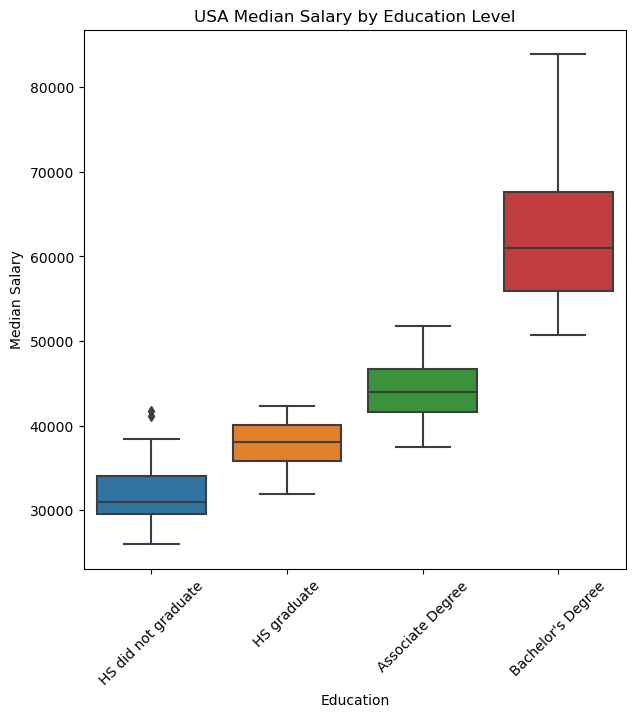 USA Median Salary by Education Level
Median Salary
80000
70000
60000
50000
40000
30000
HS did not graduate
HS graduate
Associate Degree
Bachelor's Degree
Education